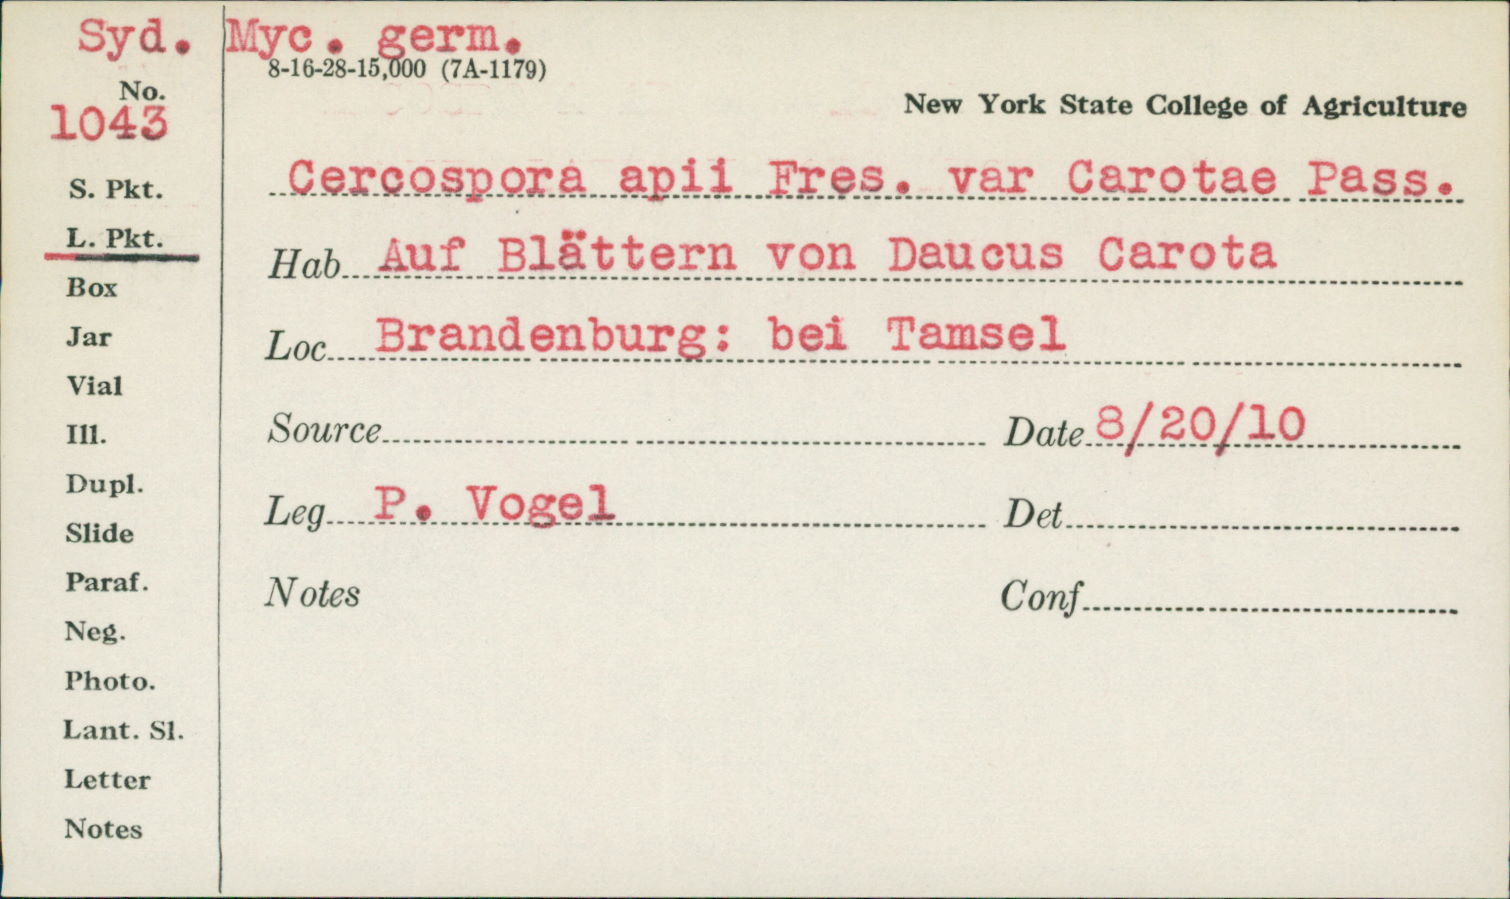 Syd. Myc. germ.
8-16-28-15,000 (7A-1179)
No.
1043
New York State College of Agriculture
Cercospora apii Fres. var Carotae Pass.
Hab. Auf Blättern von Daucus Carota
Loc. Brandenburg: bei Tamsel
Source
Date 8/20/10
Leg. P. Vogel
Det.
Notes
Conf.
S. Pkt.
L. Pkt.
Box
Jar
Vial
Ill.
Dupl.
Slide
Paraf.
Neg.
Photo.
Lant. Sl.
Letter
Notes